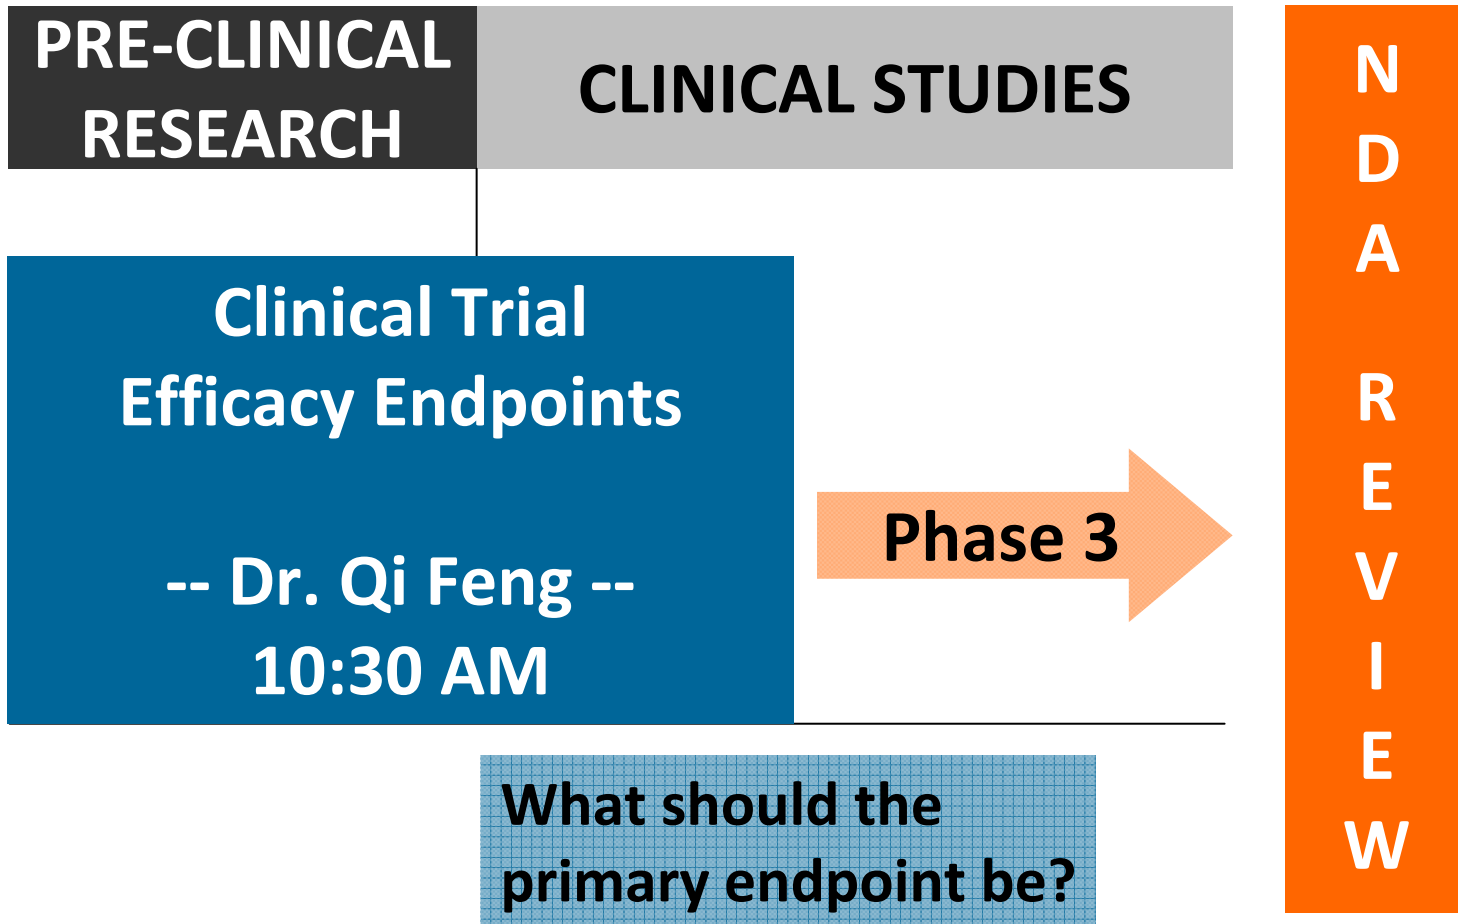 PRE-CLINICAL
RESEARCH
CLINICAL STUDIES
Clinical Trial
Efficacy Endpoints
-- Dr. Qi Feng --
10:30 AM
Phase 3
What should the
primary endpoint be?
N
D
A
R
E
V
I
E
W